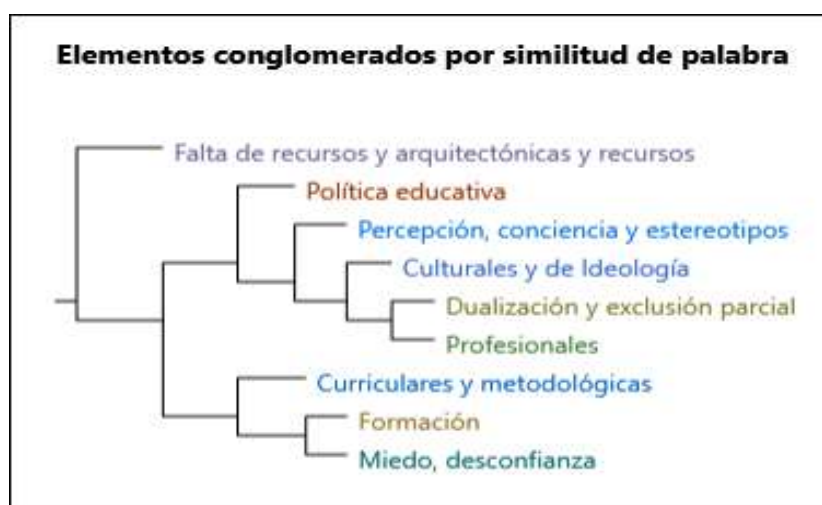 Elementos conglomerados por similitud de palabra
Falta de recursos y arquitectónicas y recursos
Política educativa
Percepción, conciencia y estereotipos
Culturales y de Ideología
Dualización y exclusión parcial
Profesionales
Curriculares y metodológicas
Formación
Miedo, desconfianza